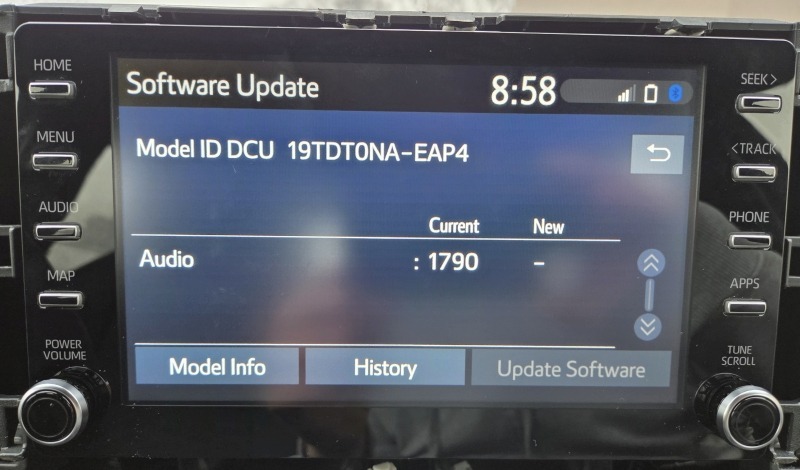 HOME
MENU
AUDIO
MAP
POWER
VOLUME
Software Update
8:58
Model ID DCU 19TDT0NA-EAP4
Current New
Audio : 1790 –
Model Info History Update Software
SEEK>
<TRACK
PHONE
APPS
TUNE
SCROLL